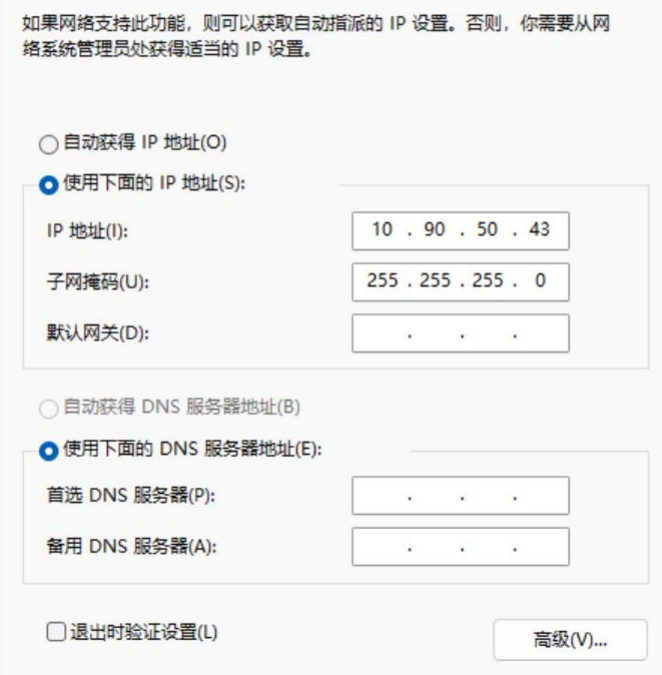 如果网络支持此功能，则可以获取自动指派的 IP 设置。否则，你需要从网
络系统管理员处获得适当的 IP 设置。
自动获得 IP 地址(O)
使用下面的 IP 地址(S):
IP 地址(I): 10 . 90 . 50 . 43
子网掩码(U): 255 . 255 . 255 . 0
默认网关(D): . . .
自动获得 DNS 服务器地址(B)
使用下面的 DNS 服务器地址(E):
首选 DNS 服务器(P): . . .
备用 DNS 服务器(A): . . .
退出时验证设置(L)
高级(V)...